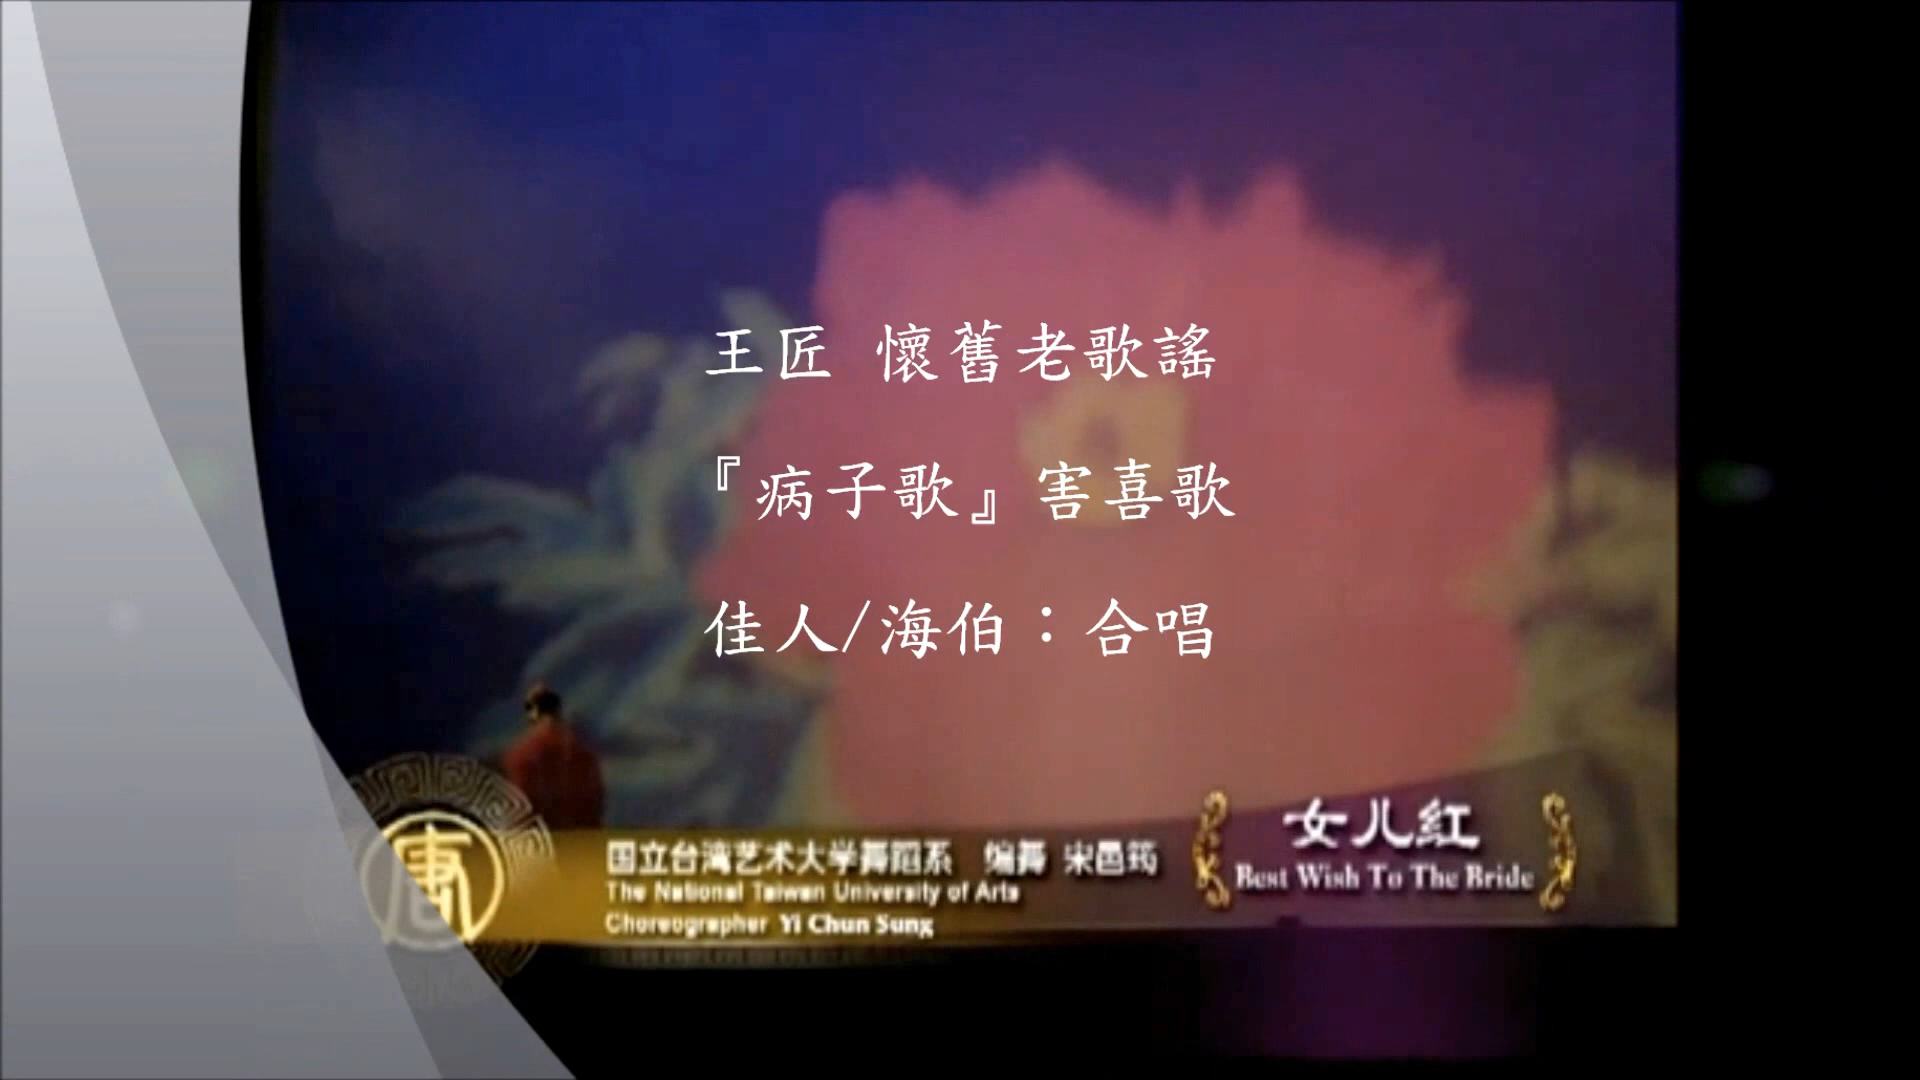 王匠 懷舊老歌謠
『病子歌』害喜歌
佳人/海伯：合唱
唐
国立台湾艺术大学舞蹈系 编舞 宋邑筠
The National Taiwan University of Arts
Choreographer Yi Chun Sung
女儿紅
Best Wish To The Bride